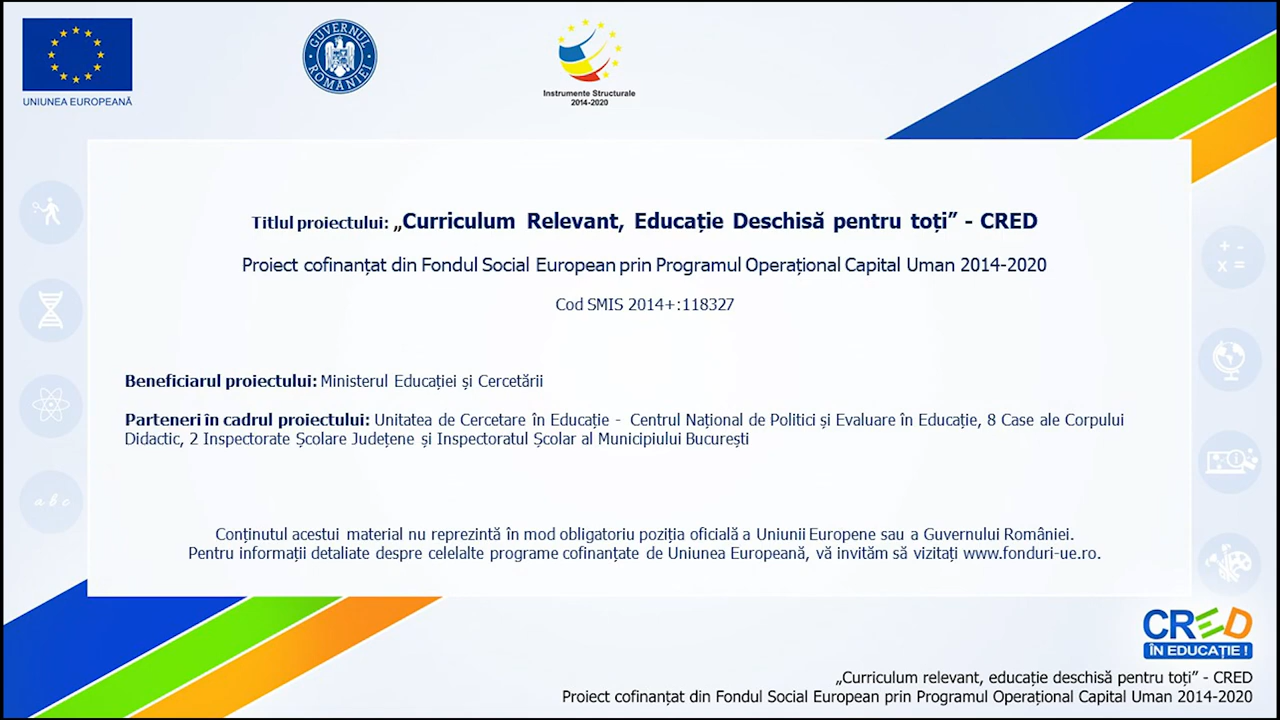 UNIUNEA EUROPEANĂ
GUVERNUL ROMÂNIEI
Instrumente Structurale
2014-2020
Titlul proiectului: „Curriculum Relevant, Educație Deschisă pentru toți” - CRED
Proiect cofinanțat din Fondul Social European prin Programul Operațional Capital Uman 2014-2020
Cod SMIS 2014+:118327
Beneficiarul proiectului: Ministerul Educației și Cercetării
Parteneri în cadrul proiectului: Unitatea de Cercetare în Educație - Centrul Național de Politici și Evaluare în Educație, 8 Case ale Corpului
Didactic, 2 Inspectorate Școlare Județene și Inspectoratul Școlar al Municipiului București
a b c
Conținutul acestui material nu reprezintă în mod obligatoriu poziția oficială a Uniunii Europene sau a Guvernului României.
Pentru informații detaliate despre celelalte programe cofinanțate de Uniunea Europeană, vă invităm să vizitați www.fonduri-ue.ro.
CRED
ÎN EDUCAȚIE !
„Curriculum relevant, educație deschisă pentru toți” - CRED
Proiect cofinanțat din Fondul Social European prin Programul Operațional Capital Uman 2014-2020